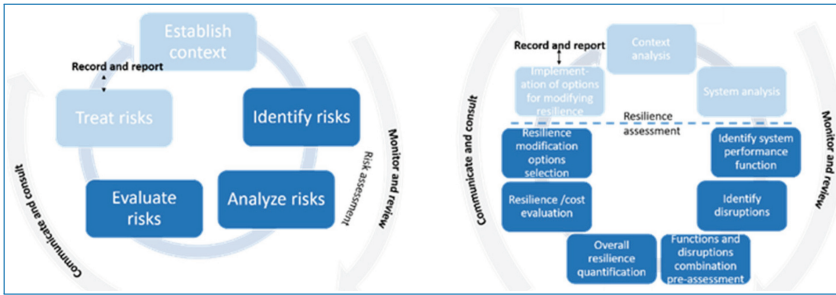 Establish
context
Record and report
Treat risks
Identify risks
Evaluate
risks
Analyze risks
Risk assessment
Monitor and review
Communicate and consult
Record and report
Context
analysis
Implement-
ation of options
for modifying
resilience
System analysis
Resilience
assessment
Resilience
modification
options
selection
Identify system
performance
function
Resilience /cost
evaluation
Identify
disruptions
Overall
resilience
quantification
Functions and
disruptions
combination
pre-assessment
Communicate and consult
Monitor and review